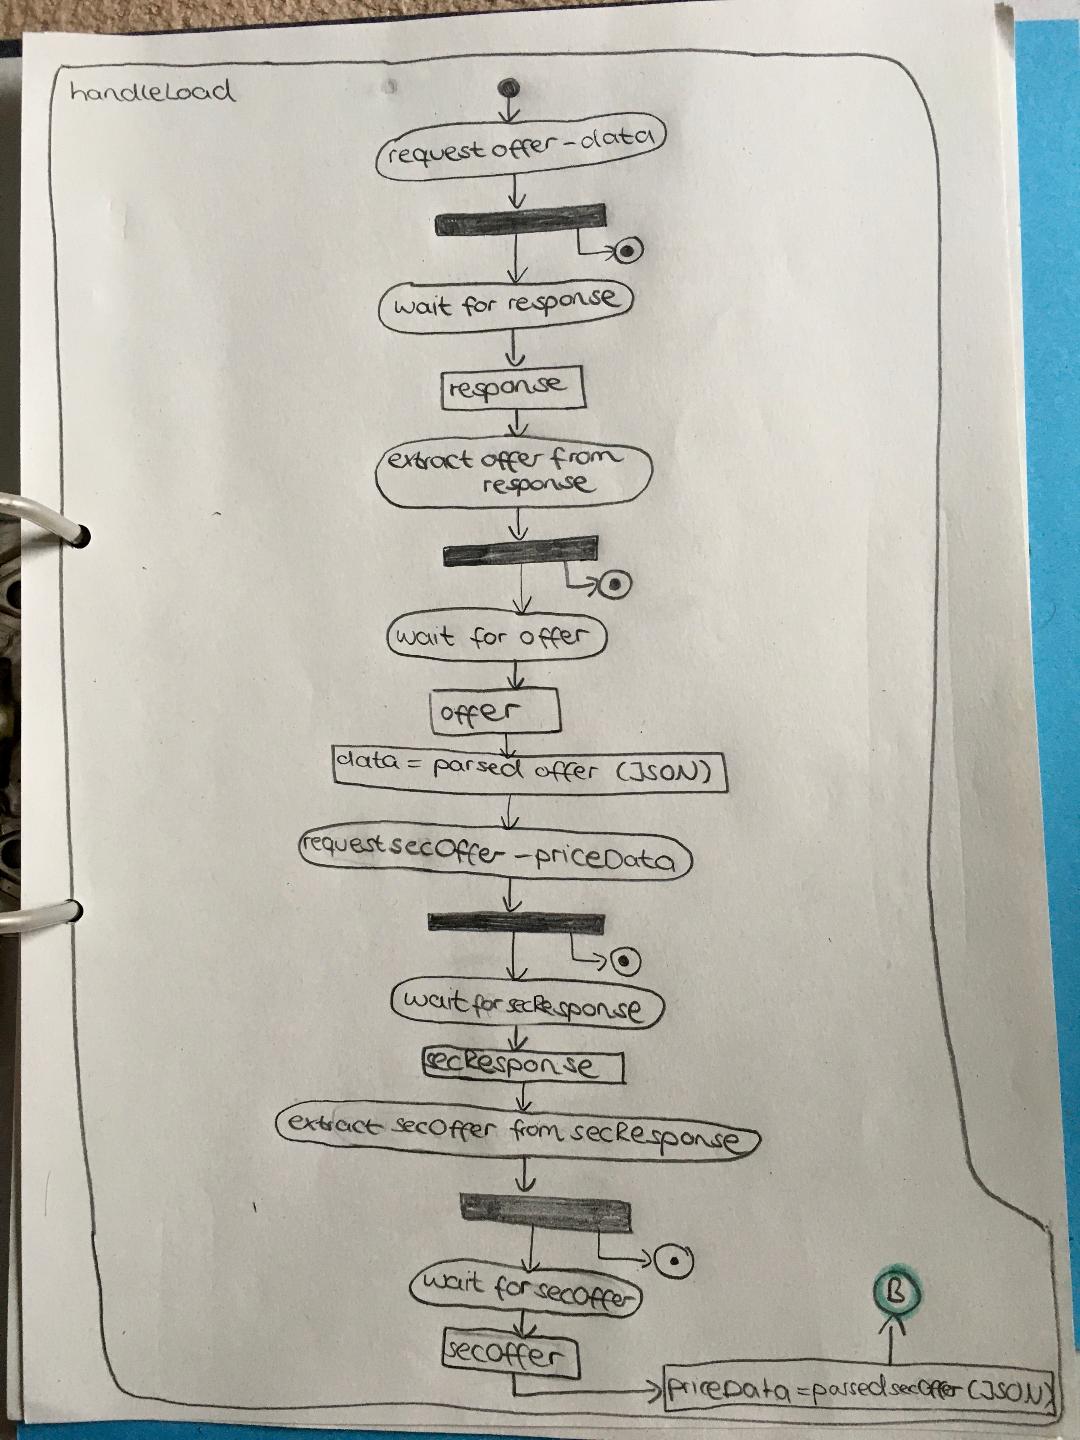 handleLoad
request offer-data
wait for response
response
extract offer from
response
wait for offer
offer
data = parsed offer (JSON)
request secOffer -priceData
wait for secResponse
secResponse
extract secOffer from secResponse
wait for secOffer
secOffer
B
priceData = parsed secOffer (JSON)